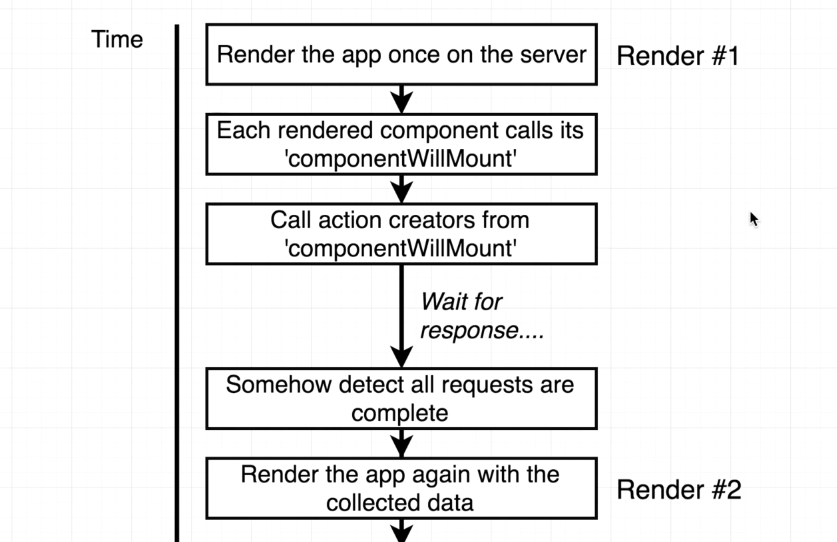 Time
Render the app once on the server
Render #1
Each rendered component calls its
'componentWillMount'
Call action creators from
'componentWillMount'
Wait for
response....
Somehow detect all requests are
complete
Render the app again with the
collected data
Render #2